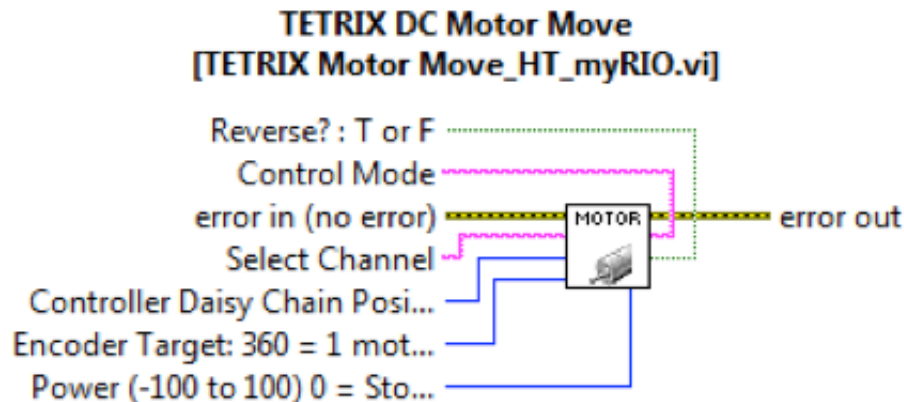 TETRIX DC Motor Move
[TETRIX Motor Move_HT_myRIO.vi]
Reverse? : T or F
Control Mode
error in (no error)
MOTOR
error out
Select Channel
Controller Daisy Chain Posi...
Encoder Target: 360 = 1 mot...
Power (-100 to 100) 0 = Sto...